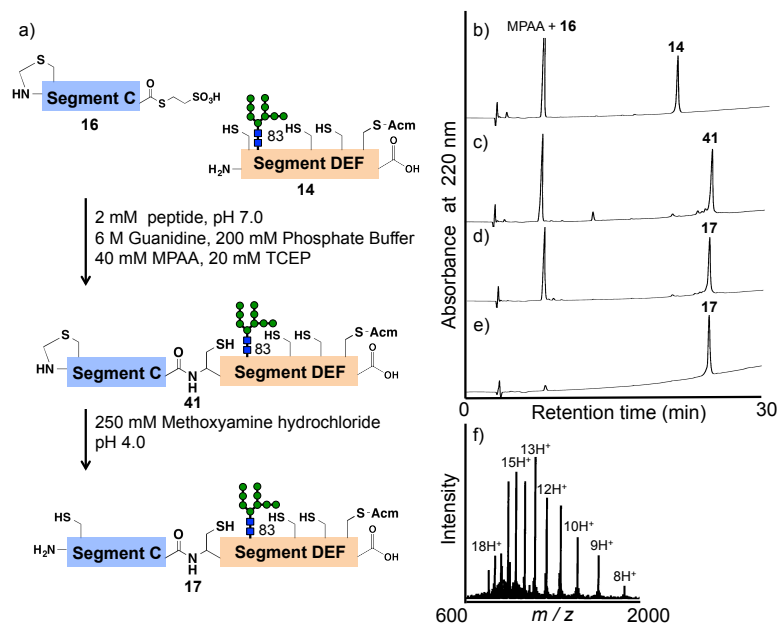 a)
S
HN
Segment C
O
S
SO₃H
16
HS
83
HS
HS
S-Acm
H₂N
Segment DEF
O
OH
14
2 mM peptide, pH 7.0
6 M Guanidine, 200 mM Phosphate Buffer
40 mM MPAA, 20 mM TCEP
S
HN
Segment C
O
N
H
SH
83
HS
HS
S-Acm
Segment DEF
O
OH
41
250 mM Methoxyamine hydrochloride
pH 4.0
HS
H₂N
Segment C
O
N
H
SH
83
HS
HS
S-Acm
Segment DEF
O
OH
17
b)
MPAA + 16
14
c)
41
d)
17
e)
17
Absorbance at 220 nm
0
Retention time (min)
30
f)
18H⁺
15H⁺
13H⁺
12H⁺
10H⁺
9H⁺
8H⁺
Intensity
600
m / z
2000